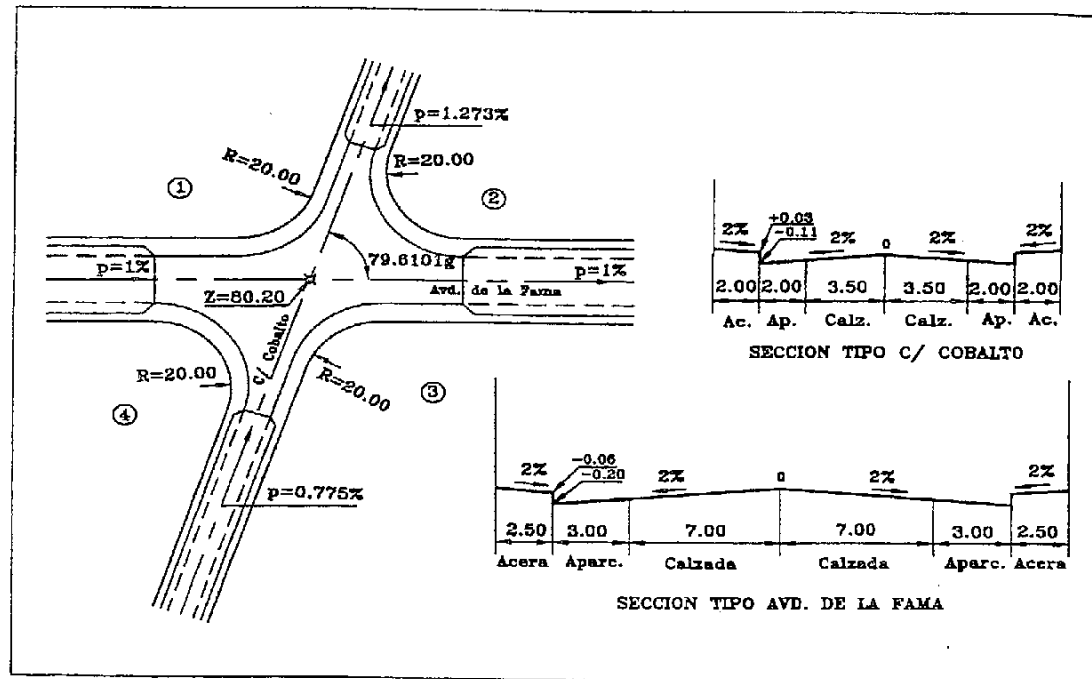 p=1.273%
R=20.00
R=20.00
①
②
79.6101g
p=1%
p=1%
Avd. de la Fama
Z=80.20
C/ Cobalto
R=20.00
R=20.00
③
④
p=0.775%
2%
+0.03
-0.11
2%
0
2%
2%
2.00 2.00 3.50 3.50 2.00 2.00
Ac. Ap. Calz. Calz. Ap. Ac.
SECCION TIPO C/ COBALTO
2%
-0.06
-0.20
2%
0
2%
2%
2.50 3.00 7.00 7.00 3.00 2.50
Acera Aparc. Calzada Calzada Aparc. Acera
SECCION TIPO AVD. DE LA FAMA